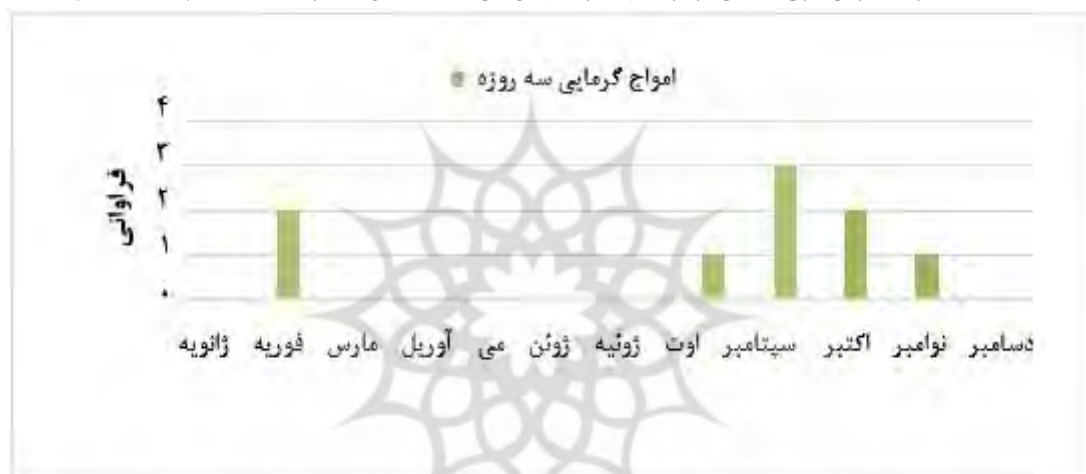 امواج گرمایی سه روزه
۴
۳
۲
۱
۰
فراوانی
ژانویه فوریه مارس آوریل می ژوئن ژوئیه اوت سپتامبر اکتبر نوامبر دسامبر